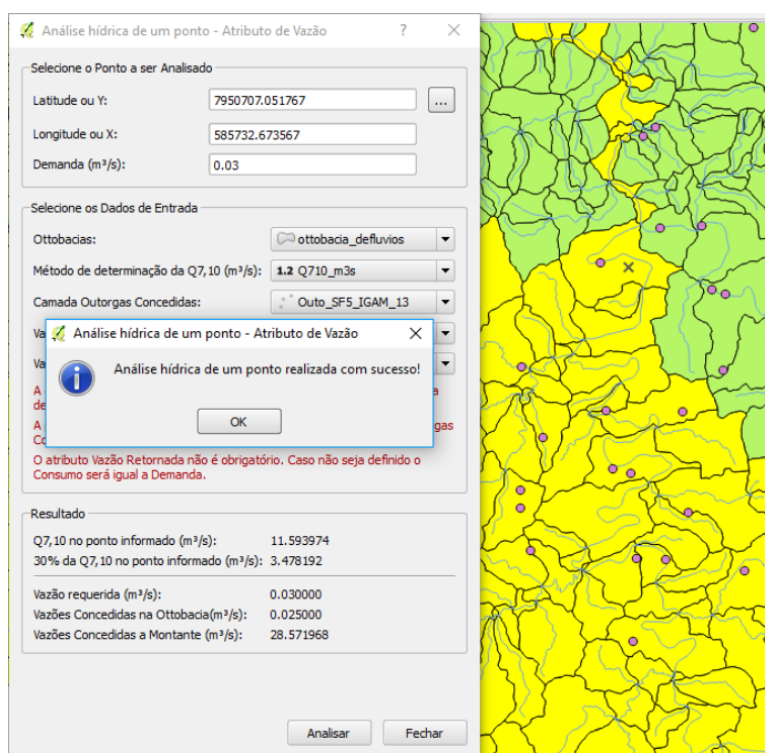 Análise hídrica de um ponto - Atributo de Vazão ? ×
Selecione o Ponto a ser Analisado
Latitude ou Y: 7950707.051767 ...
Longitude ou X: 585732.673567
Demanda (m³/s): 0.03
Selecione os Dados de Entrada
Ottobacias: ottobacia_defluvios
Método de determinação da Q7,10 (m³/s): 1.2 Q710_m3s
Camada Outorgas Concedidas: Outo_SF5_IGAM_13
Va
Análise hídrica de um ponto - Atributo de Vazão ×
Va
Análise hídrica de um ponto realizada com sucesso!
A a
de
OK
A gas
Co
O atributo Vazão Retornada não é obrigatório. Caso não seja definido o
Consumo será igual a Demanda.
Resultado
Q7,10 no ponto informado (m³/s): 11.593974
30% da Q7,10 no ponto informado (m³/s): 3.478192
Vazão requerida (m³/s): 0.030000
Vazões Concedidas na Ottobacia(m³/s): 0.025000
Vazões Concedidas a Montante (m³/s): 28.571968
Analisar Fechar